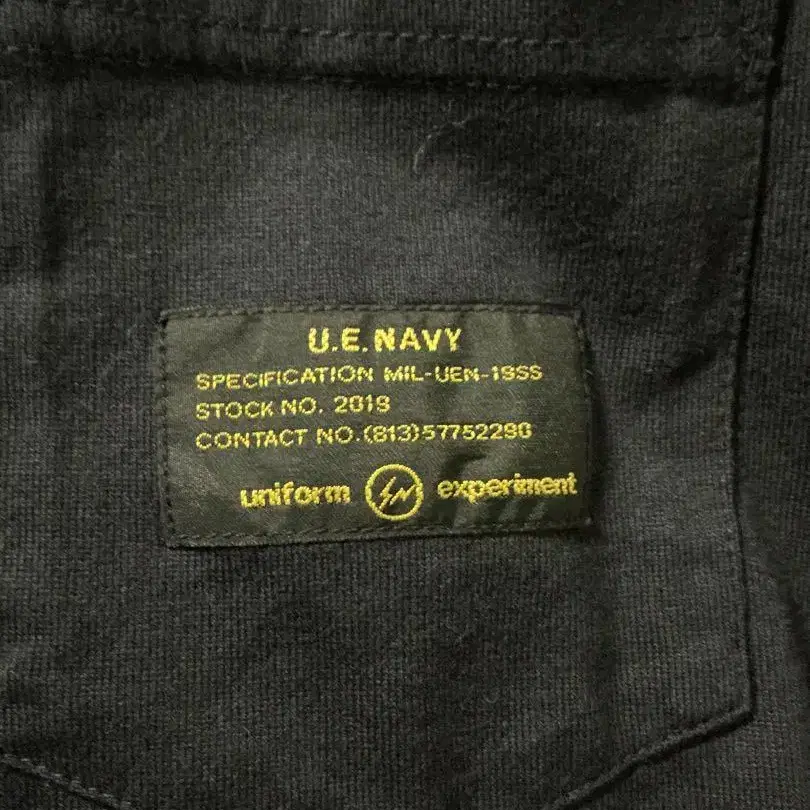 U.E. NAVY
SPECIFICATION MIL-UEN-19SS
STOCK NO. 2019
CONTACT NO.(813)57752290
uniform experiment